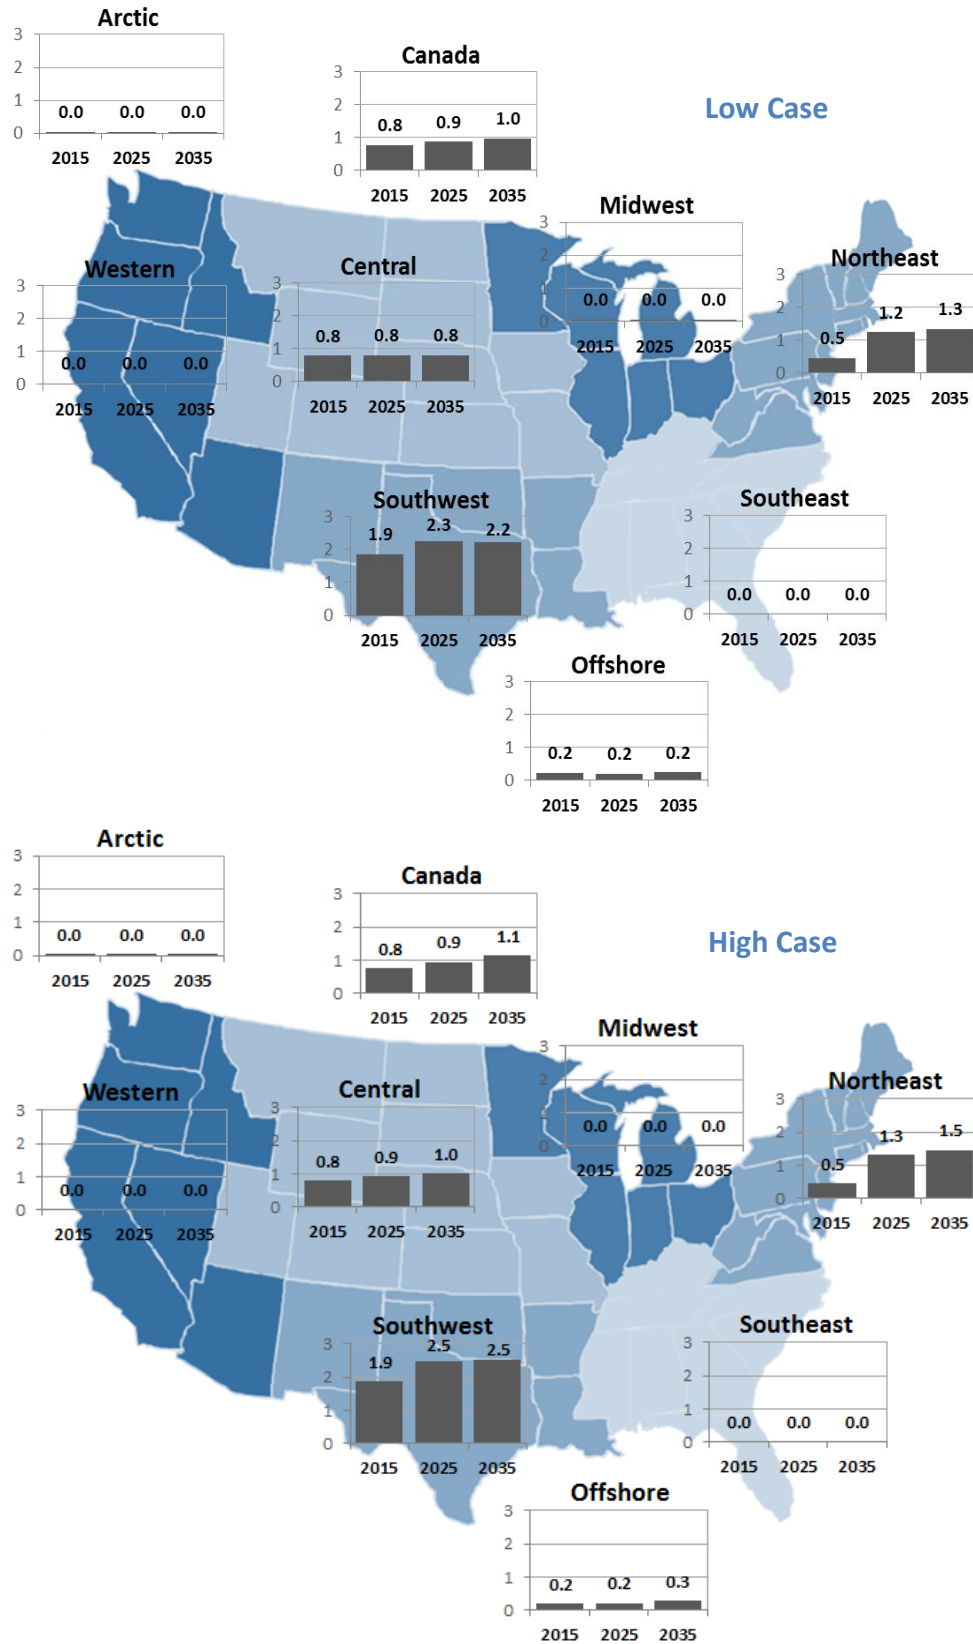 Arctic
3
2
1
0
0.0 0.0 0.0
2015 2025 2035
Canada
3
2
1
0
0.8 0.9 1.0
2015 2025 2035
Low Case
Midwest
3
2
1
0
0.0 0.0 0.0
2015 2025 2035
Western
3
2
1
0
0.0 0.0 0.0
2015 2025 2035
Central
3
2
1
0
0.8 0.8 0.8
2015 2025 2035
Northeast
3
2
1
0
0.5 1.2 1.3
2015 2025 2035
Southwest
3
2
1
0
1.9 2.3 2.2
2015 2025 2035
Southeast
3
2
1
0
0.0 0.0 0.0
2015 2025 2035
Offshore
3
2
1
0
0.2 0.2 0.2
2015 2025 2035
Arctic
3
2
1
0
0.0 0.0 0.0
2015 2025 2035
Canada
3
2
1
0
0.8 0.9 1.1
2015 2025 2035
High Case
Midwest
3
2
1
0
0.0 0.0 0.0
2015 2025 2035
Western
3
2
1
0
0.0 0.0 0.0
2015 2025 2035
Central
3
2
1
0
0.8 0.9 1.0
2015 2025 2035
Northeast
3
2
1
0
0.5 1.3 1.5
2015 2025 2035
Southwest
3
2
1
0
1.9 2.5 2.5
2015 2025 2035
Southeast
3
2
1
0
0.0 0.0 0.0
2015 2025 2035
Offshore
3
2
1
0
0.2 0.2 0.3
2015 2025 2035